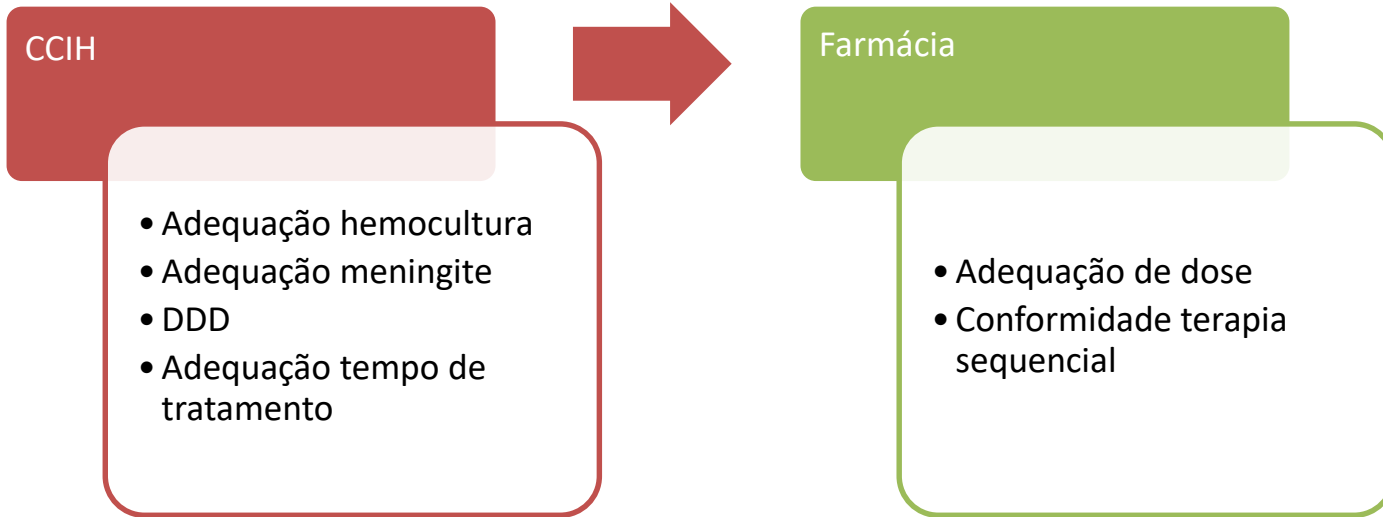 CCIH
• Adequação hemocultura
• Adequação meningite
• DDD
• Adequação tempo de
tratamento
Farmácia
• Adequação de dose
• Conformidade terapia
sequencial